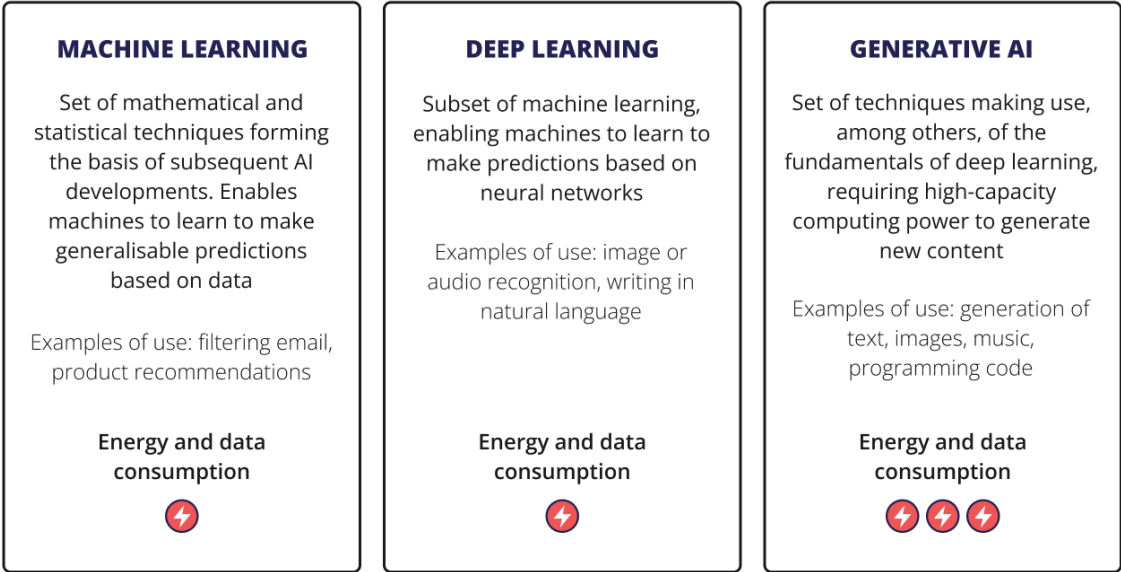 MACHINE LEARNING
Set of mathematical and
statistical techniques forming
the basis of subsequent AI
developments. Enables
machines to learn to make
generalisable predictions
based on data
Examples of use: filtering email,
product recommendations
Energy and data
consumption
DEEP LEARNING
Subset of machine learning,
enabling machines to learn to
make predictions based on
neural networks
Examples of use: image or
audio recognition, writing in
natural language
Energy and data
consumption
GENERATIVE AI
Set of techniques making use,
among others, of the
fundamentals of deep learning,
requiring high-capacity
computing power to generate
new content
Examples of use: generation of
text, images, music,
programming code
Energy and data
consumption